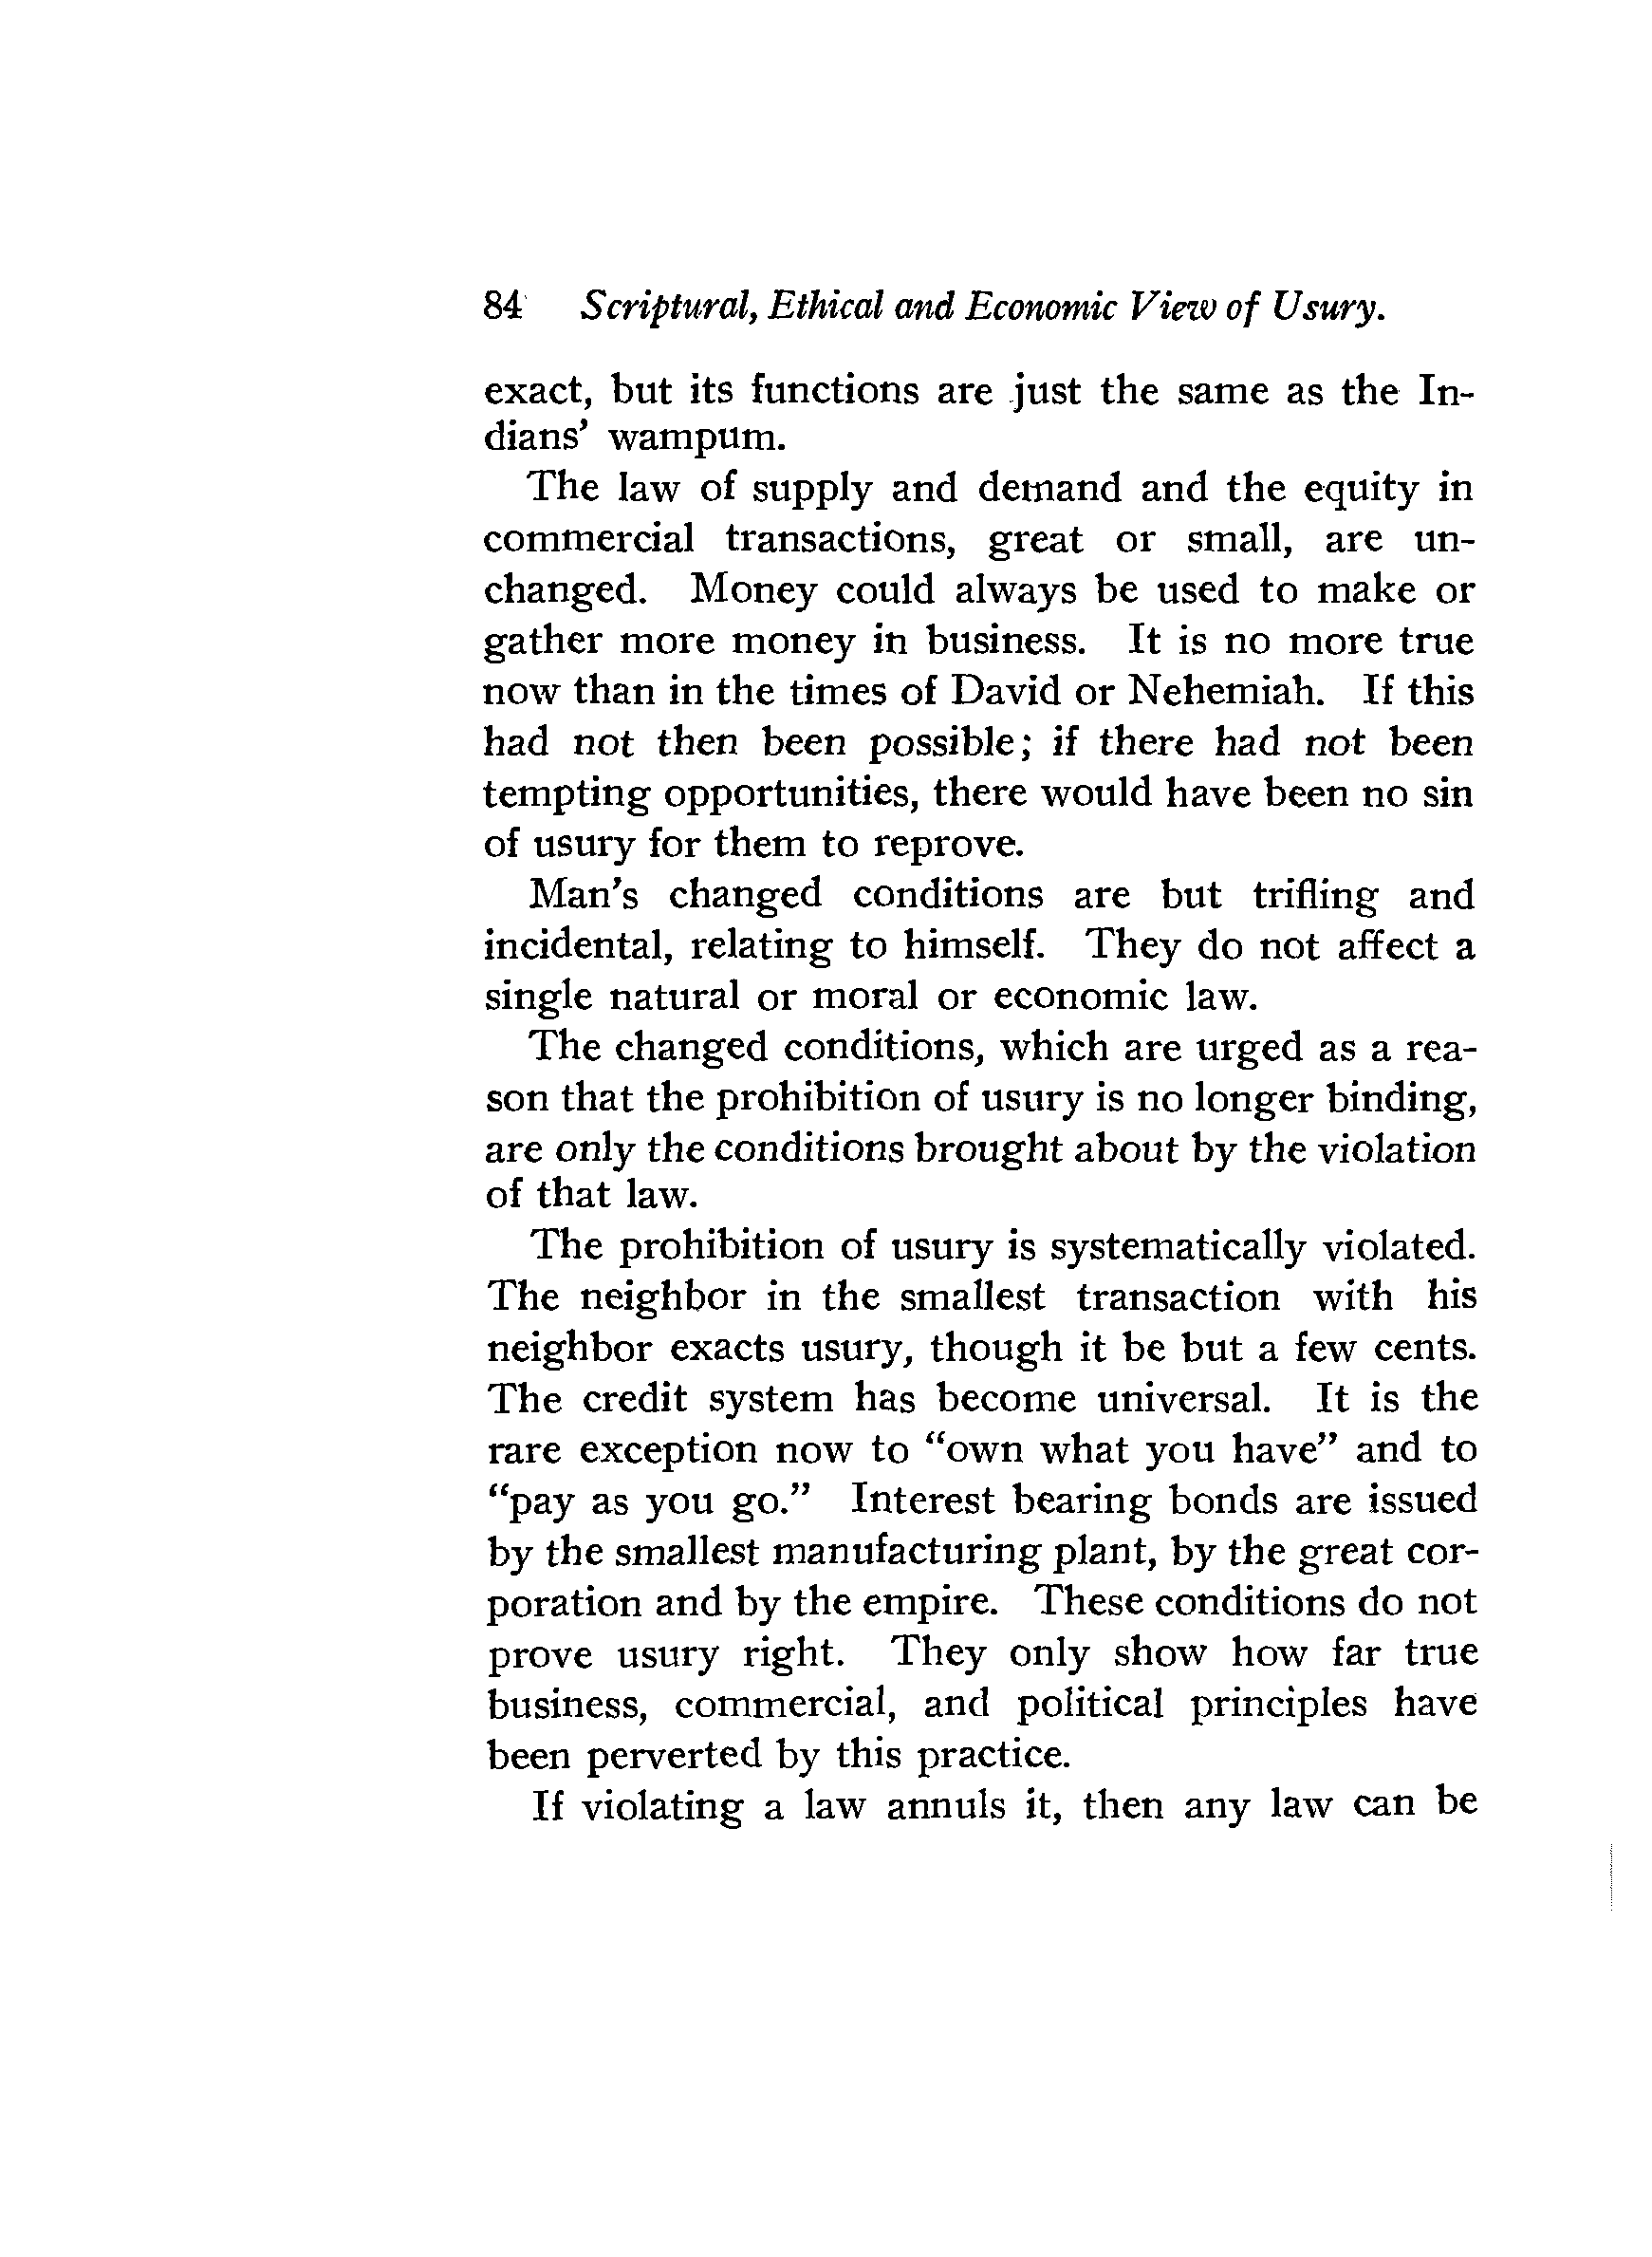 84 Scriptural, Ethical and Economic View of Usury.
exact, but its functions are just the same as the In-
dians' wampum.
The law of supply and demand and the equity in
commercial transactions, great or small, are un-
changed. Money could always be used to make or
gather more money in business. It is no more true
now than in the times of David or Nehemiah. If this
had not then been possible; if there had not been
tempting opportunities, there would have been no sin
of usury for them to reprove.
Man's changed conditions are but trifling and
incidental, relating to himself. They do not affect a
single natural or moral or economic law.
The changed conditions, which are urged as a rea-
son that the prohibition of usury is no longer binding,
are only the conditions brought about by the violation
of that law.
The prohibition of usury is systematically violated.
The neighbor in the smallest transaction with his
neighbor exacts usury, though it be but a few cents.
The credit system has become universal. It is the
rare exception now to "own what you have" and to
"pay as you go." Interest bearing bonds are issued
by the smallest manufacturing plant, by the great cor-
poration and by the empire. These conditions do not
prove usury right. They only show how far true
business, commercial, and political principles have
been perverted by this practice.
If violating a law annuls it, then any law can be